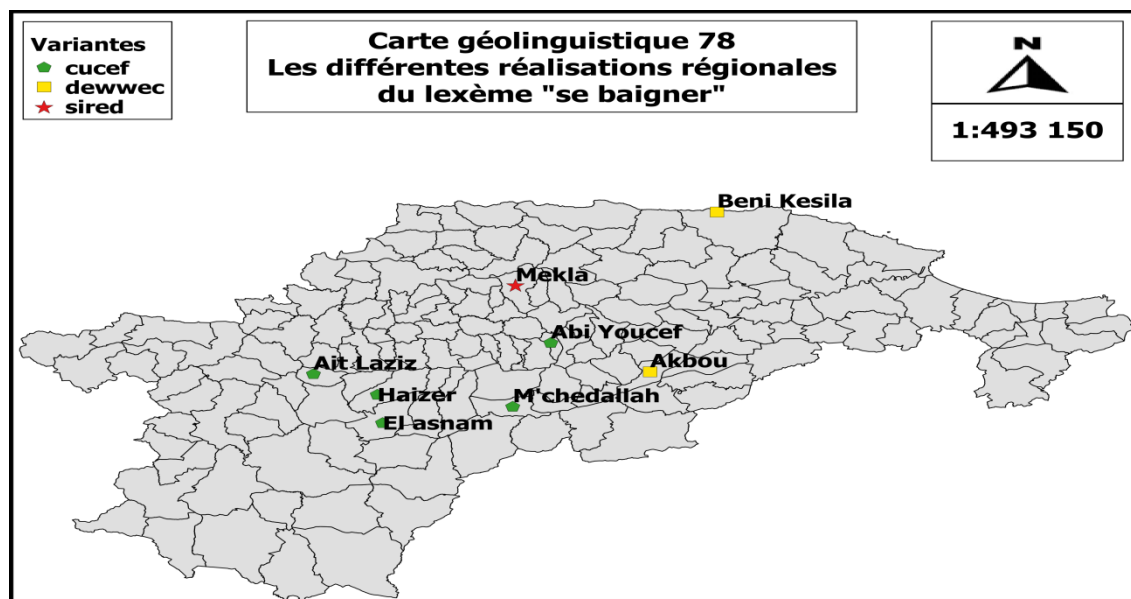 Variantes
cucef
dewwec
sired
Carte géolinguistique 78
Les différentes réalisations régionales
du lexème "se baigner"
N
1:493 150
Beni Kesila
Mekla
Abi Youcef
Akbou
Ait Laziz
Haizer
M'chedallah
El asnam